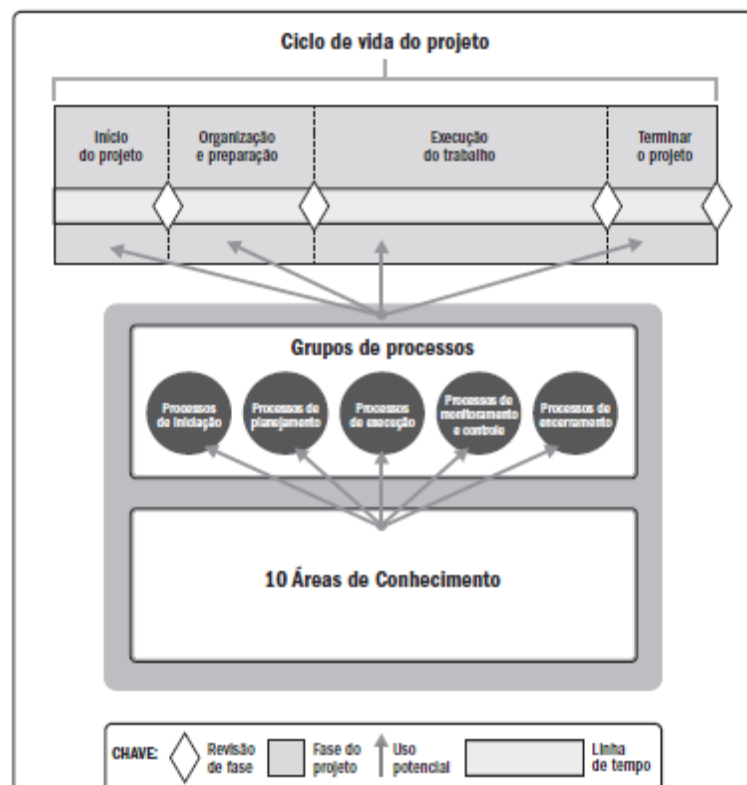 Ciclo de vida do projeto
Início
do projeto
Organização
e preparação
Execução
do trabalho
Terminar
o projeto
Grupos de processos
Processos
de iniciação
Processos de
planejamento
Processos
de execução
Processos de
monitoramento
e controle
Processos de
encerramento
10 Áreas de Conhecimento
CHAVE:
Revisão
de fase
Fase do
projeto
Uso
potencial
Linha
de tempo